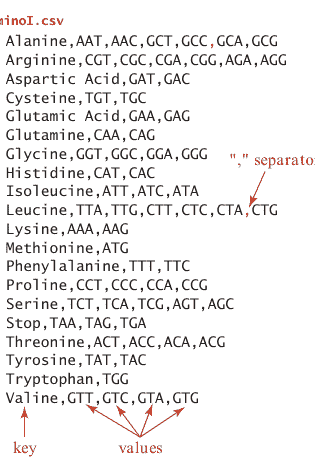 minoI.csv
Alanine,AAT,AAC,GCT,GCC,GCA,GCG
Arginine,CGT,CGC,CGA,CGG,AGA,AGG
Aspartic Acid,GAT,GAC
Cysteine,TGT,TGC
Glutamic Acid,GAA,GAG
Glutamine,CAA,CAG
Glycine,GGT,GGC,GGA,GGG
Histidine,CAT,CAC
"," separato
Isoleucine,ATT,ATC,ATA
Leucine,TTA,TTG,CTT,CTC,CTA,CTG
Lysine,AAA,AAG
Methionine,ATG
Phenylalanine,TTT,TTC
Proline,CCT,CCC,CCA,CCG
Serine,TCT,TCA,TCG,AGT,AGC
Stop,TAA,TAG,TGA
Threonine,ACT,ACC,ACA,ACG
Tyrosine,TAT,TAC
Tryptophan,TGG
Valine,GTT,GTC,GTA,GTG
key values